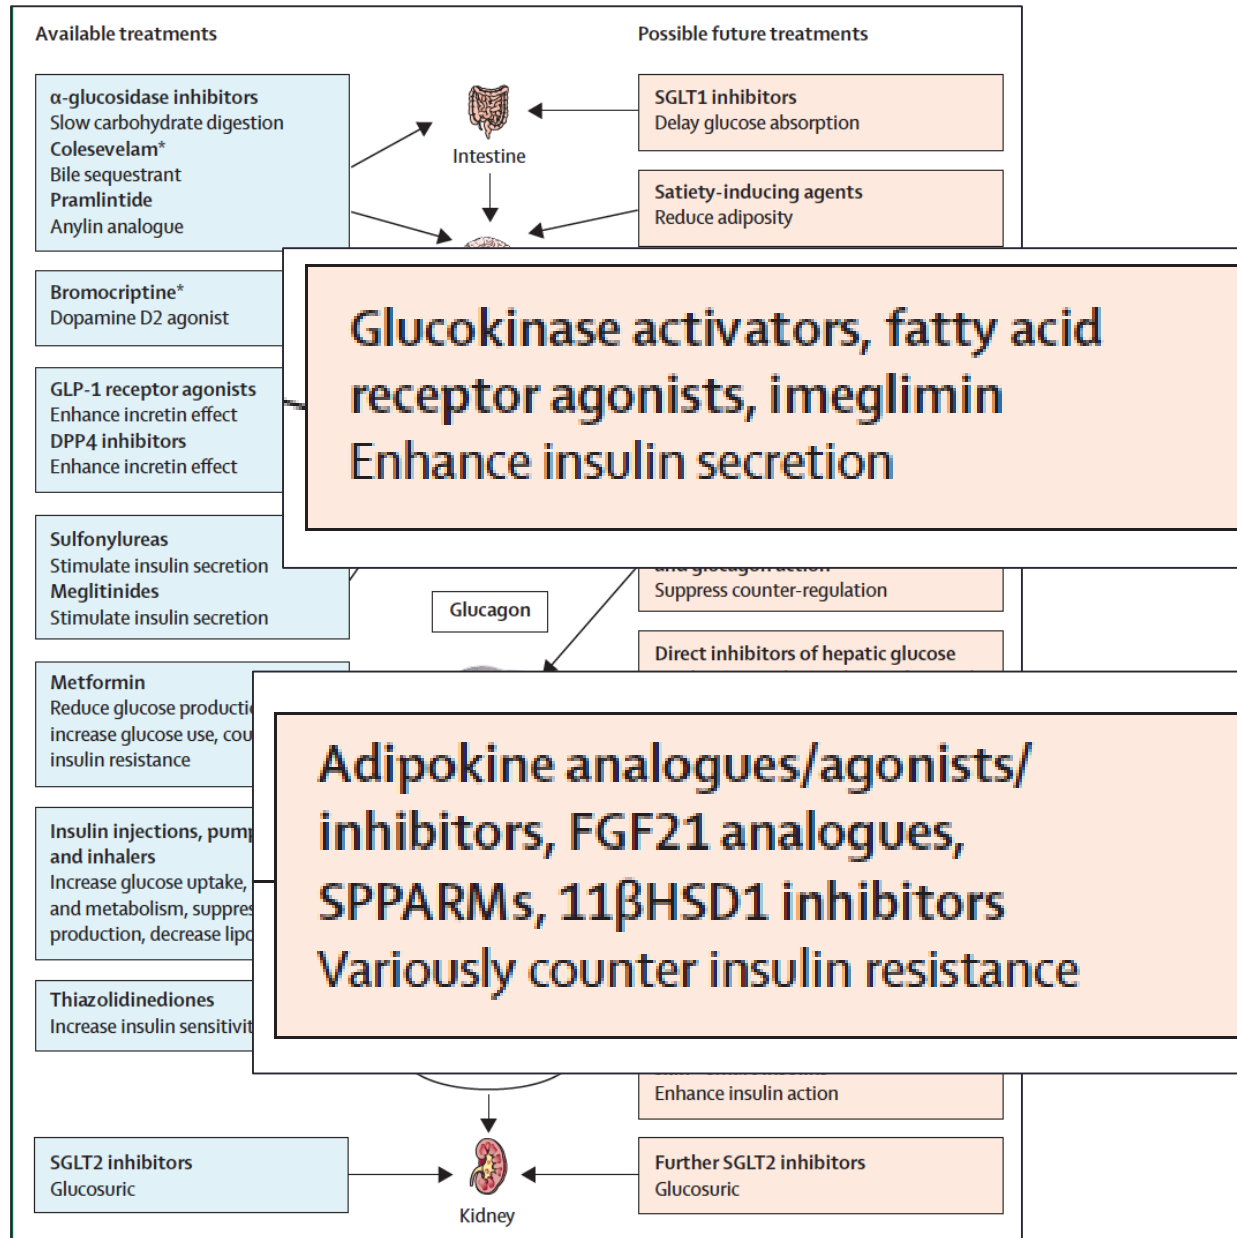 Available treatments
Possible future treatments
α-glucosidase inhibitors
Slow carbohydrate digestion
Colesevelam*
Bile sequestrant
Pramlintide
Anylin analogue
Intestine
SGLT1 inhibitors
Delay glucose absorption
Satiety-inducing agents
Reduce adiposity
Bromocriptine*
Dopamine D2 agonist
GLP-1 receptor agonists
Enhance incretin effect
DPP4 inhibitors
Enhance incretin effect
Glucokinase activators, fatty acid
receptor agonists, imeglimin
Enhance insulin secretion
Sulfonylureas
Stimulate insulin secretion
Meglitinides
Stimulate insulin secretion
Glucagon
and glucagon action
Suppress counter-regulation
Direct inhibitors of hepatic glucose
Metformin
Reduce glucose producti
increase glucose use, cou
insulin resistance
Insulin injections, pump
and inhalers
Increase glucose uptake,
and metabolism, suppres
production, decrease lipo
Thiazolidinediones
Increase insulin sensitivit
Adipokine analogues/agonists/
inhibitors, FGF21 analogues,
SPPARMs, 11βHSD1 inhibitors
Variously counter insulin resistance
Enhance insulin action
SGLT2 inhibitors
Glucosuric
Kidney
Further SGLT2 inhibitors
Glucosuric